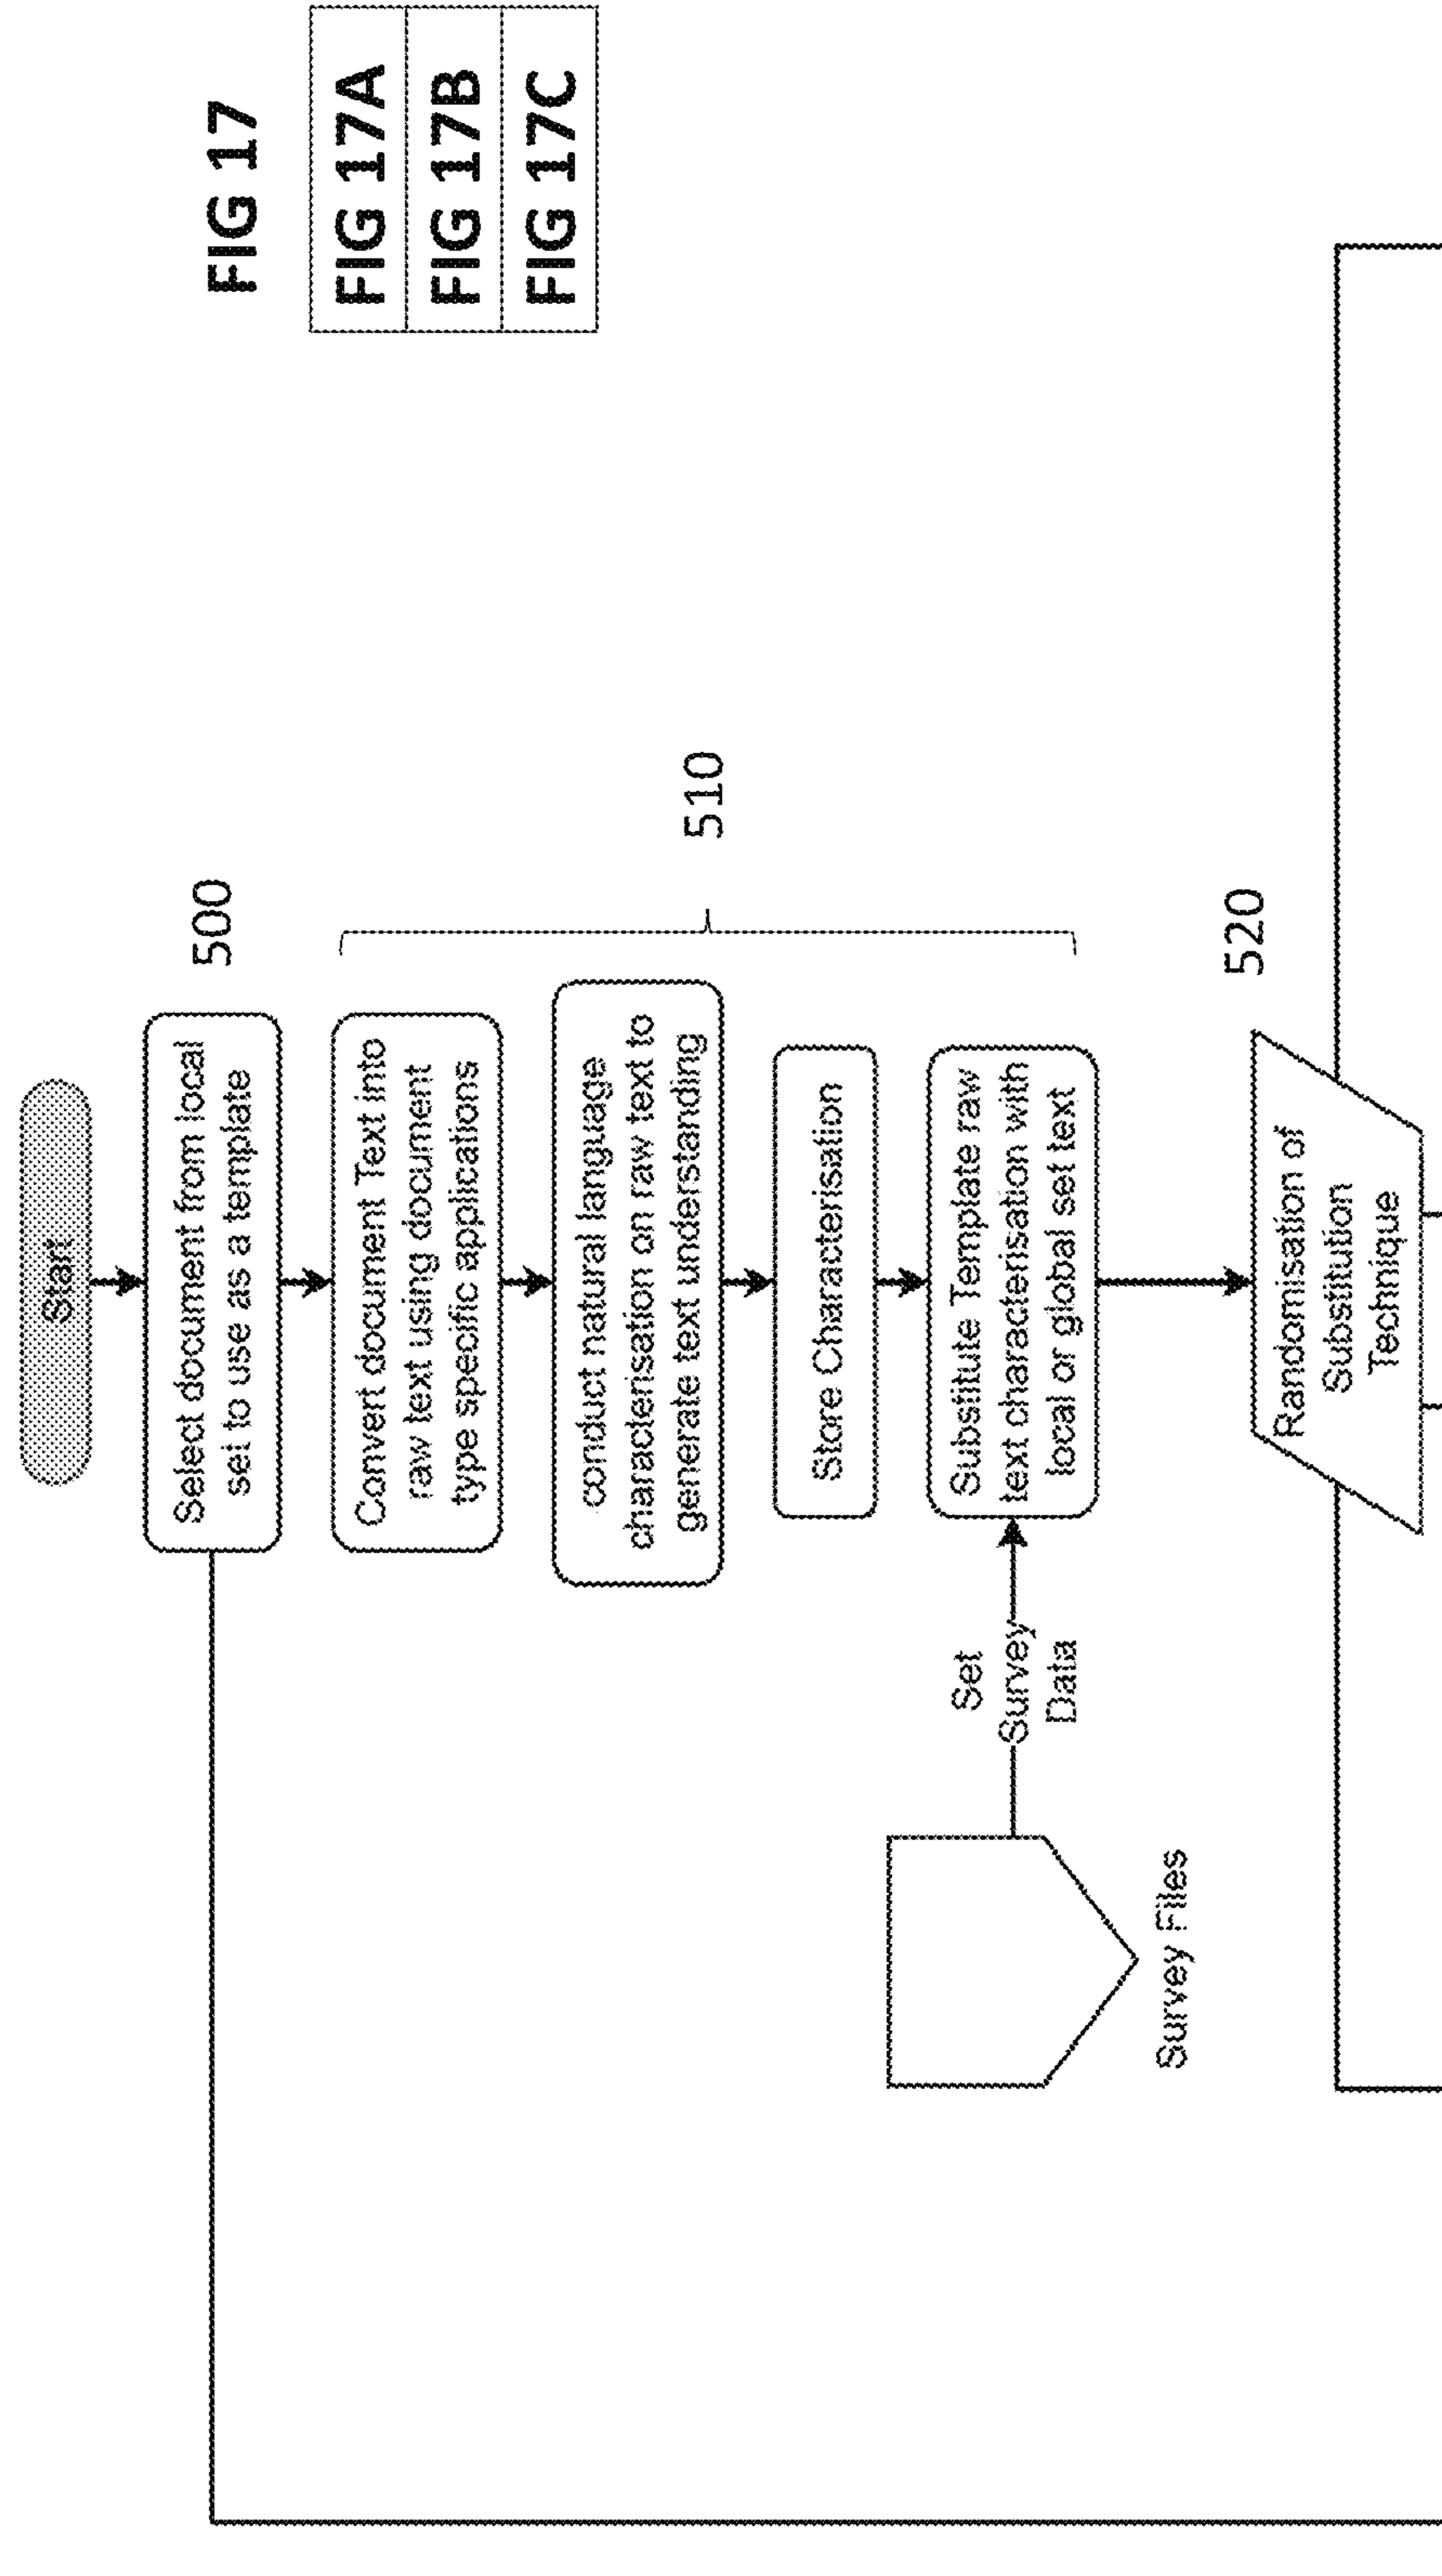 FIG 17
FIG 17A
FIG 17B
FIG 17C
Start
500
Select document from local
set to use as a template
Convert document Text into
raw text using document
type specific applications
510
conduct natural language
characterisation on raw text to
generate text understanding
Store Characterisation
Substitute Template raw
text characterisation with
local or global set text
Set
Survey
Data
Survey Files
520
Randomisation of
Substitution
Technique